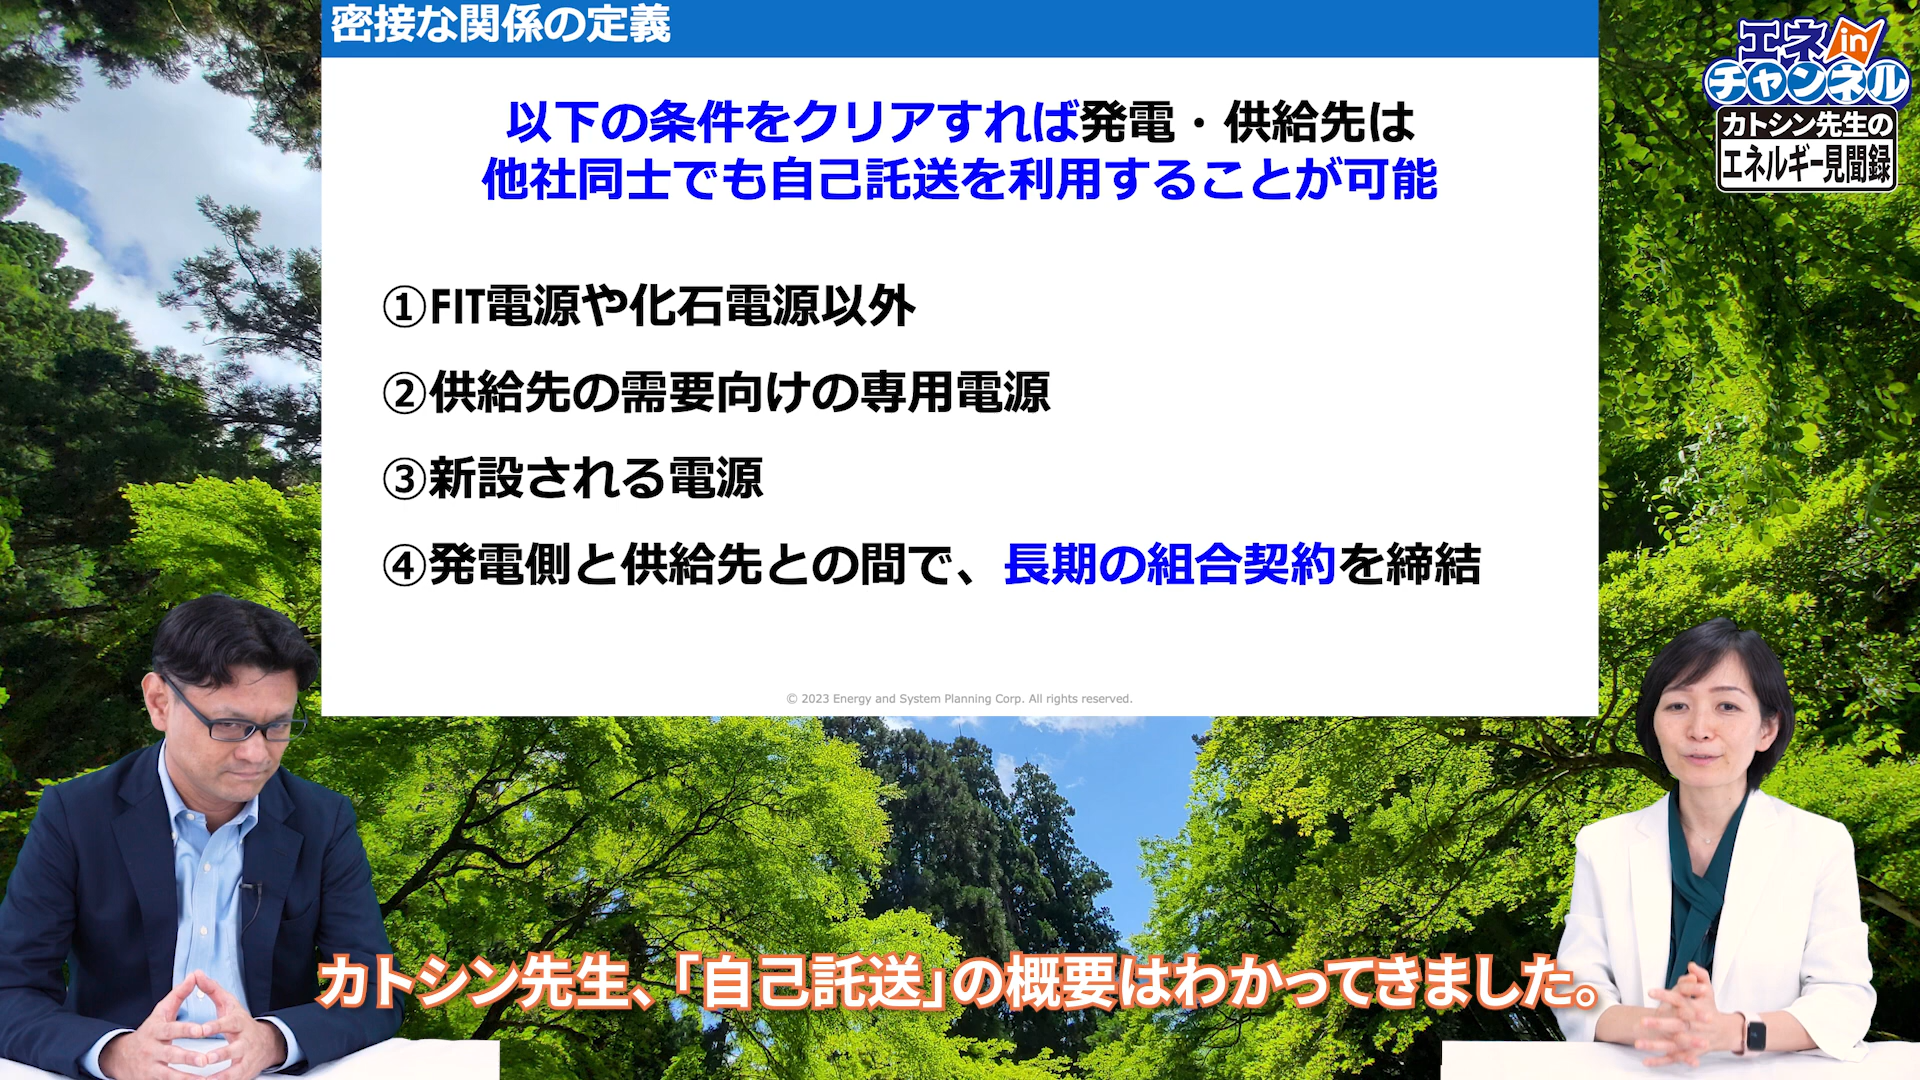 密接な関係の定義
エネin
チャンネル
カトシン先生の
エネルギー見聞録
以下の条件をクリアすれば発電・供給先は
他社同士でも自己託送を利用することが可能
①FIT電源や化石電源以外
②供給先の需要向けの専用電源
③新設される電源
④発電側と供給先との間で、長期の組合契約を締結
© 2023 Energy and System Planning Corp. All rights reserved.
カトシン先生、「自己託送」の概要はわかってきました。